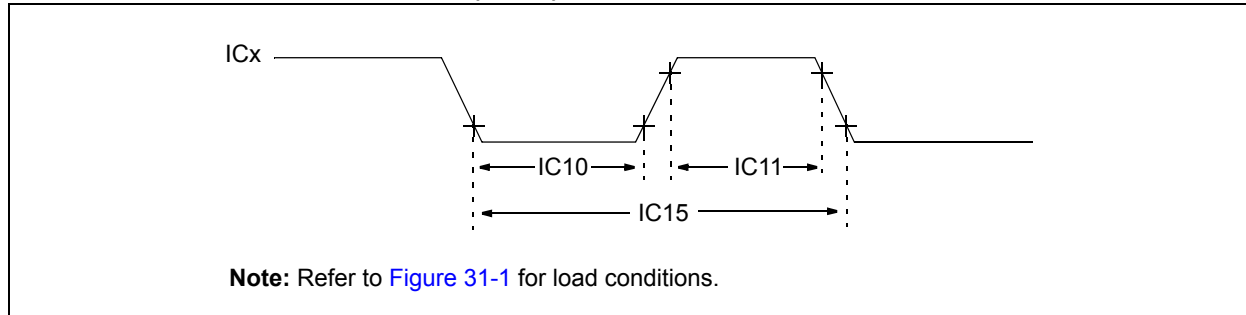 ICx
IC10
IC11
IC15
Note: Refer to Figure 31-1 for load conditions.